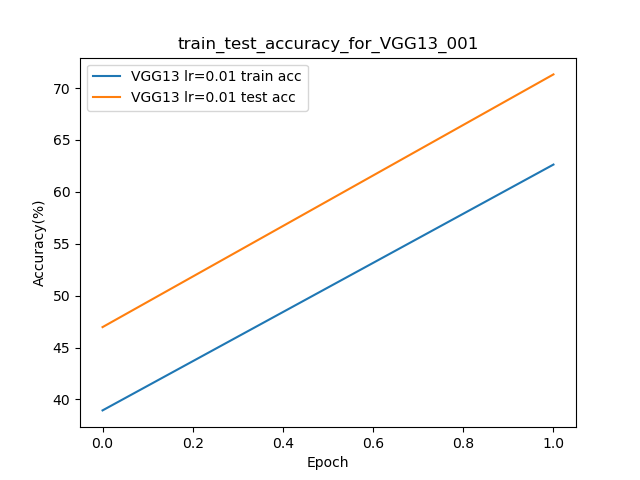 train_test_accuracy_for_VGG13_001
VGG13 lr=0.01 train acc
VGG13 lr=0.01 test acc
Accuracy(%)
70
65
60
55
50
45
40
0.0 0.2 0.4 0.6 0.8 1.0
Epoch